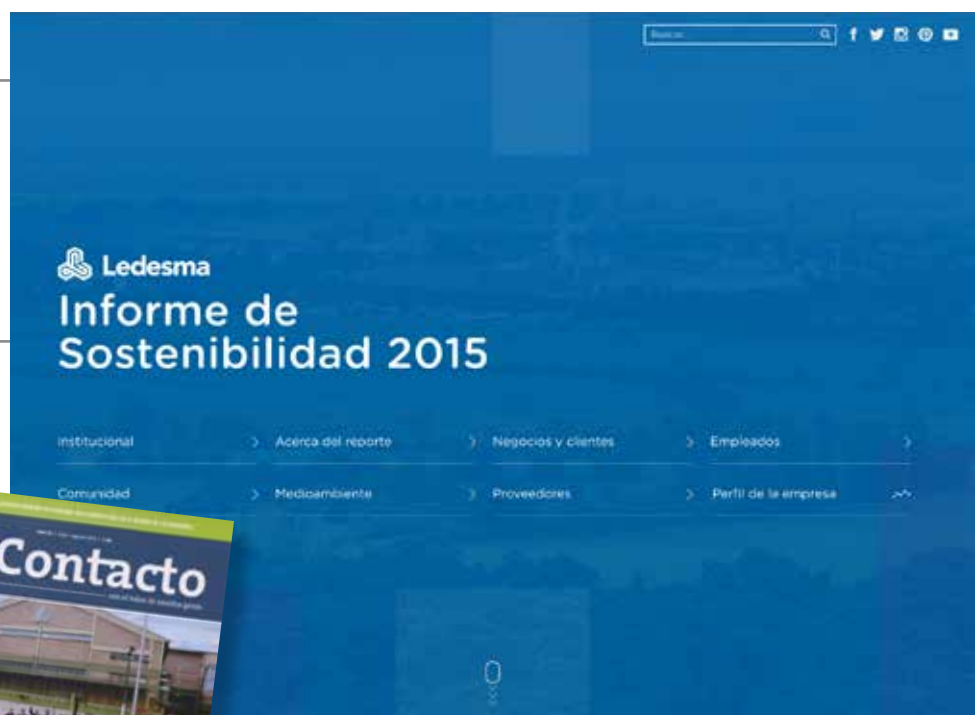 Buscar
f
Ledesma
Informe de
Sostenibilidad 2015
Institucional
Acerca del reporte
Negocios y clientes
Empleados
Comunidad
Medioambiente
Proveedores
Perfil de la empresa
Contacto